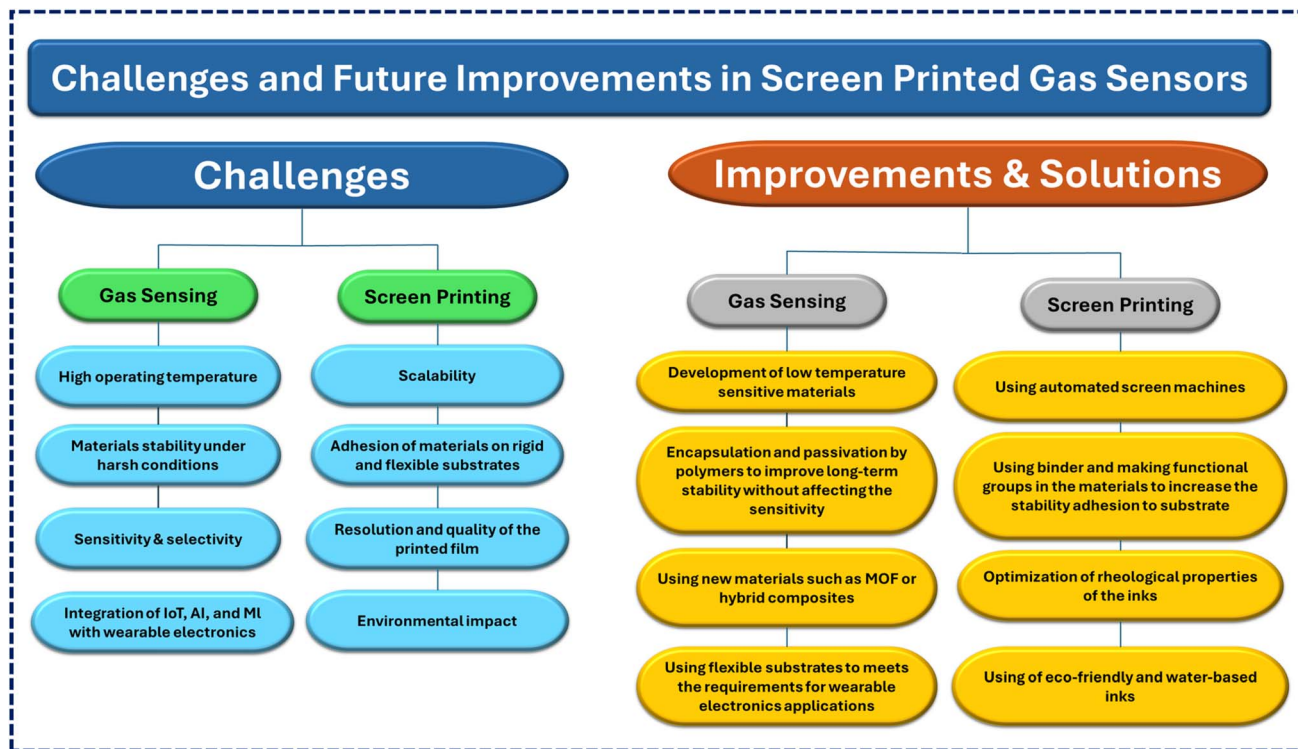 Challenges and Future Improvements in Screen Printed Gas Sensors
Challenges
Gas Sensing
High operating temperature
Materials stability under
harsh conditions
Sensitivity & selectivity
Integration of IoT, AI, and Ml
with wearable electronics
Screen Printing
Scalability
Adhesion of materials on rigid
and flexible substrates
Resolution and quality of the
printed film
Environmental impact
Improvements & Solutions
Gas Sensing
Development of low temperature
sensitive materials
Encapsulation and passivation by
polymers to improve long-term
stability without affecting the
sensitivity
Using new materials such as MOF or
hybrid composites
Using flexible substrates to meets
the requirements for wearable
electronics applications
Screen Printing
Using automated screen machines
Using binder and making functional
groups in the materials to increase the
stability adhesion to substrate
Optimization of rheological properties
of the inks
Using of eco-friendly and water-based
inks